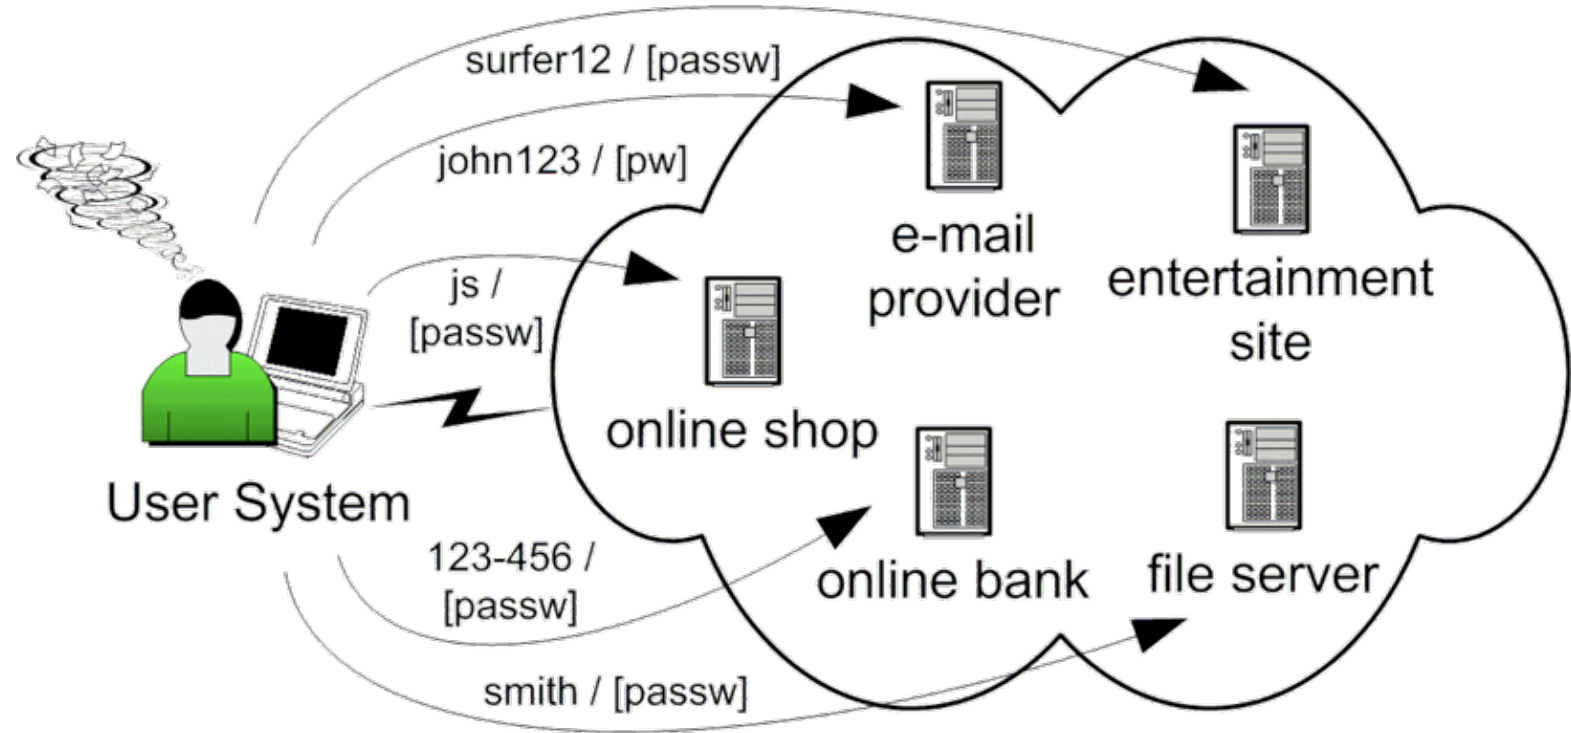 surfer12 / [passw]
john123 / [pw]
js /
[passw]
e-mail
provider
entertainment
site
online shop
User System
123-456 /
[passw]
online bank
file server
smith / [passw]